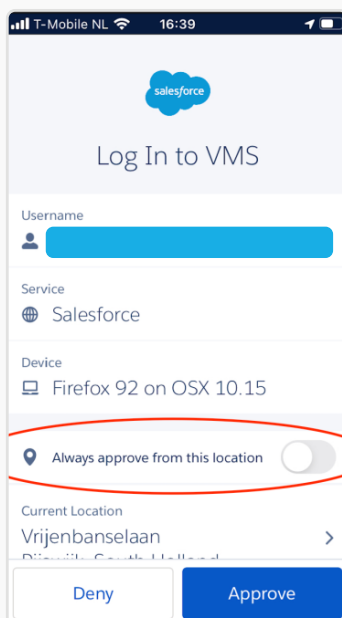 T-Mobile NL 16:39
salesforce
Log In to VMS
Username
Service
Salesforce
Device
Firefox 92 on OSX 10.15
Always approve from this location
Current Location
Vrijenbanselaan
Deny Approve